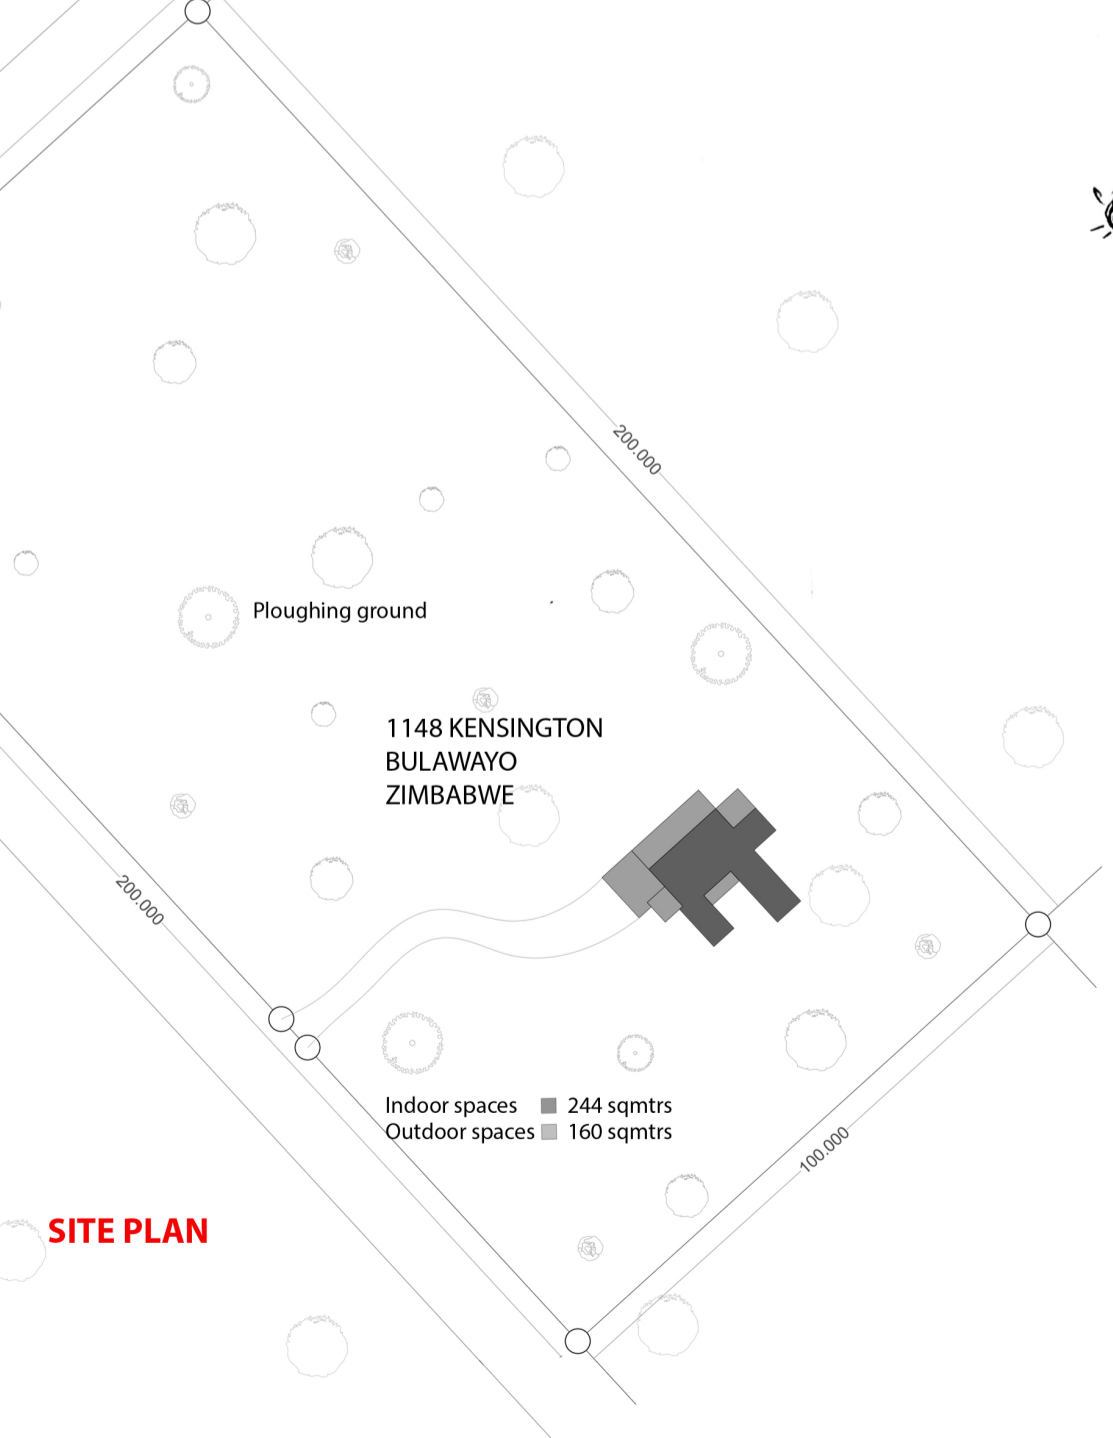 200.000
Ploughing ground
1148 KENSINGTON
BULAWAYO
ZIMBABWE
200.000
Indoor spaces 244 sqmtrs
Outdoor spaces 160 sqmtrs
100.000
SITE PLAN